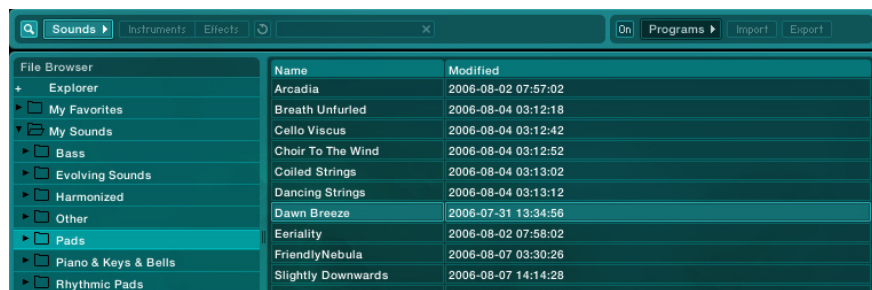 Sounds Instruments Effects On Programs Import Export
File Browser
+ Explorer
My Favorites
My Sounds
Bass
Evolving Sounds
Harmonized
Other
Pads
Piano & Keys & Bells
Rhythmic Pads
Name Modified
Arcadia 2006-08-02 07:57:02
Breath Unfurled 2006-08-04 03:12:18
Cello Viscus 2006-08-04 03:12:42
Choir To The Wind 2006-08-04 03:12:52
Coiled Strings 2006-08-04 03:13:02
Dancing Strings 2006-08-04 03:13:12
Dawn Breeze 2006-07-31 13:34:56
Eeriality 2006-08-02 07:58:02
FriendlyNebula 2006-08-07 03:30:26
Slightly Downwards 2006-08-07 14:14:28